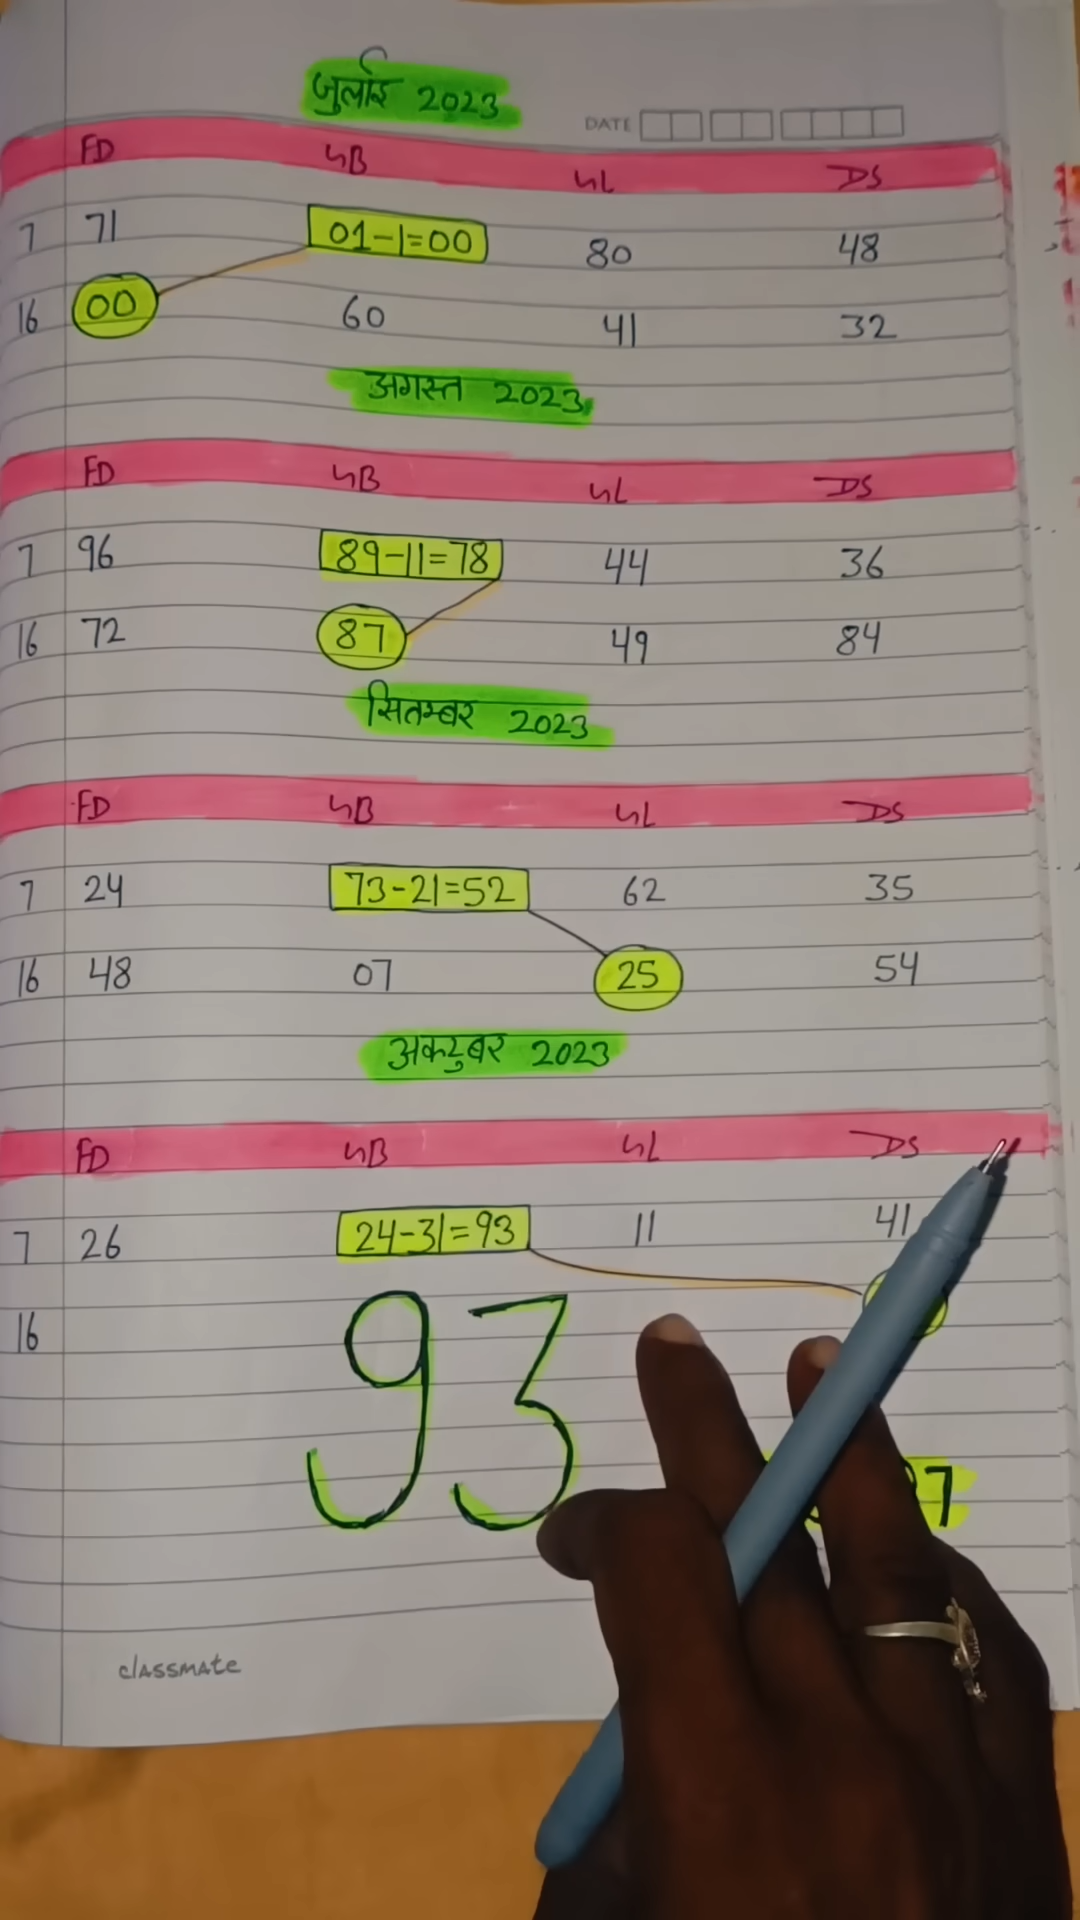 जुलाई 2023
DATE
FD GB GL DS
7 71 01-1=00 80 48
16 00 60 41 32
अगस्त 2023
FD GB GL DS
7 96 89-11=78 44 36
16 72 87 49 84
सितम्बर 2023
FD GB GL DS
7 24 73-21=52 62 35
16 48 07 25 54
अकटुबर 2023
FD GB GL DS
7 26 24-31=93 11 41
16
93
7
classmate